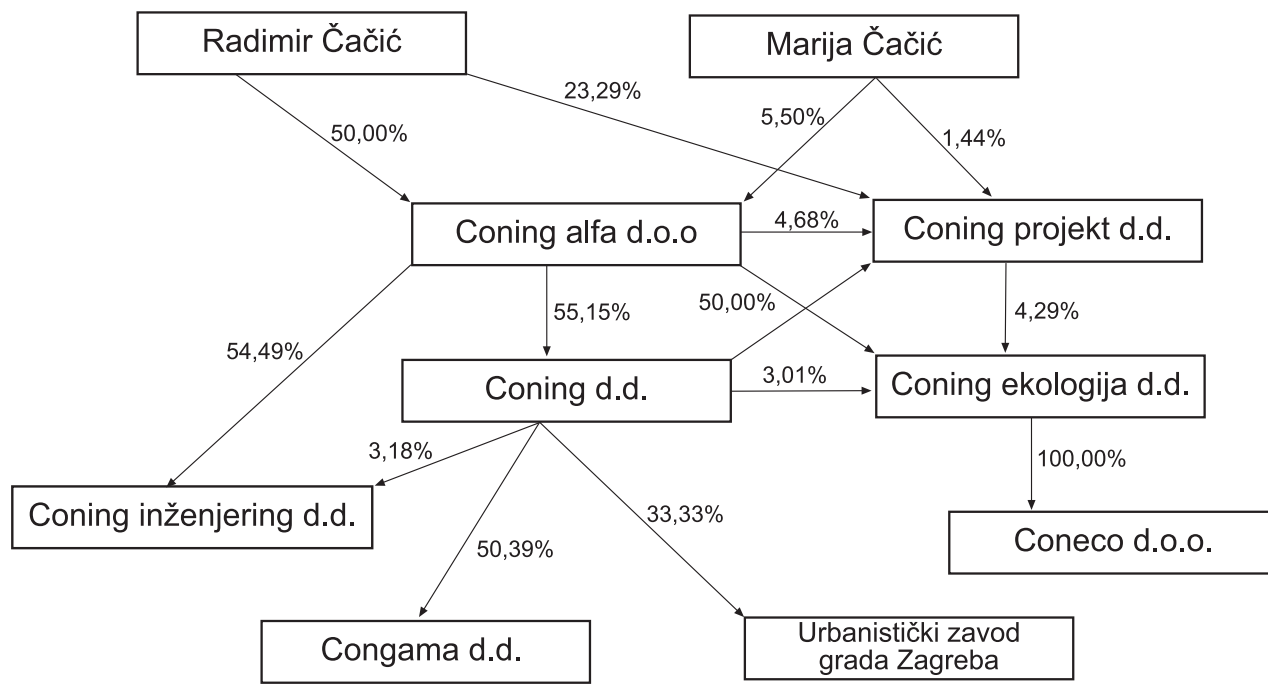 Radimir Čačić
Marija Čačić
23,29%
5,50%
50,00%
1,44%
4,68%
Coning alfa d.o.o
Coning projekt d.d.
50,00%
55,15%
4,29%
54,49%
3,01%
Coning d.d.
Coning ekologija d.d.
3,18%
100,00%
Coning inženjering d.d.
33,33%
Coneco d.o.o.
50,39%
Congama d.d.
Urbanistički zavod
grada Zagreba